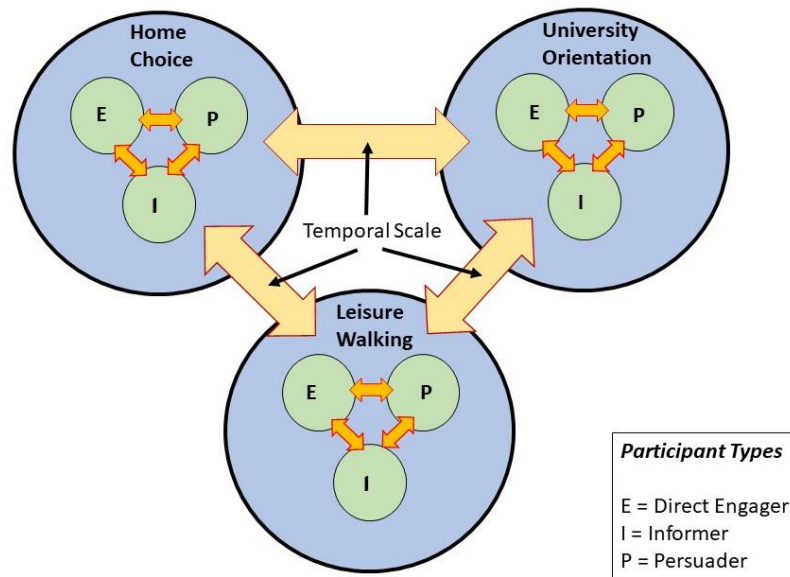 Home
Choice
E
P
I
University
Orientation
E
P
I
Temporal Scale
Leisure
Walking
E
P
I
Participant Types
E = Direct Engager
I = Informer
P = Persuader